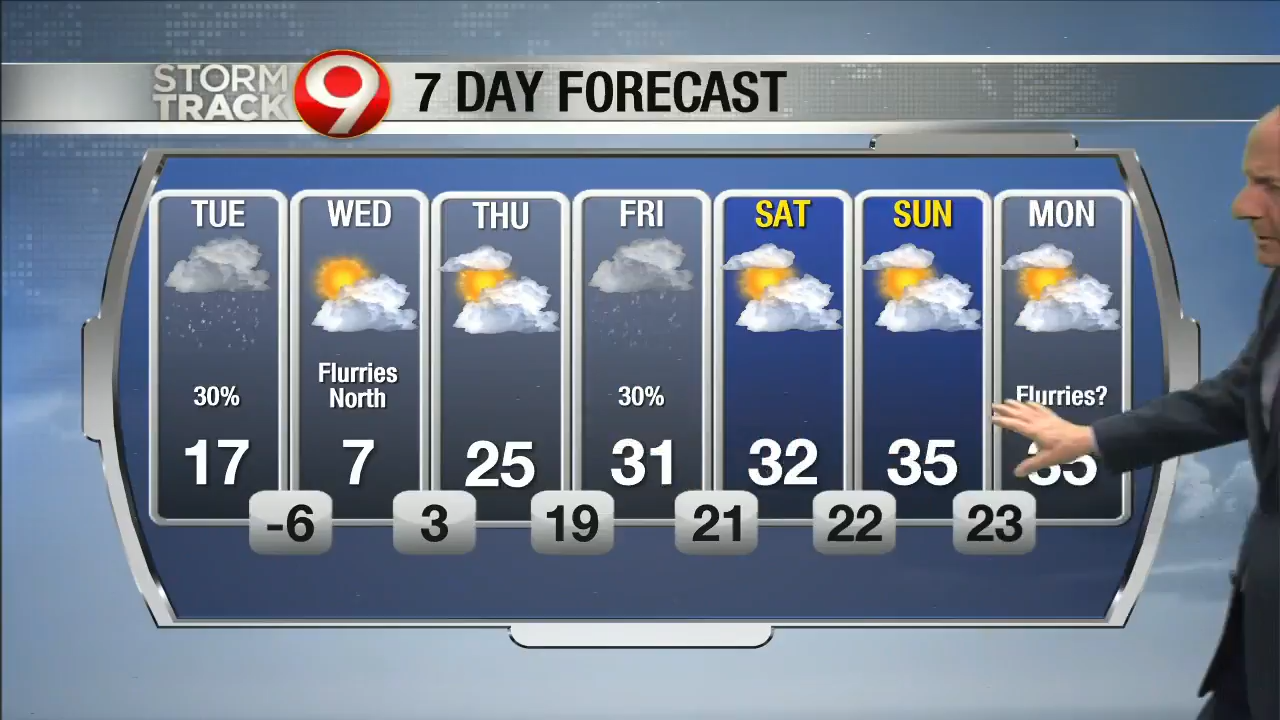 STORM
TRACK
9
7 DAY FORECAST
TUE
WED
THU
FRI
SAT
SUN
MON
Flurries
North
30%
30%
Flurries?
17
7
25
31
32
35
35
-6
3
19
21
22
23